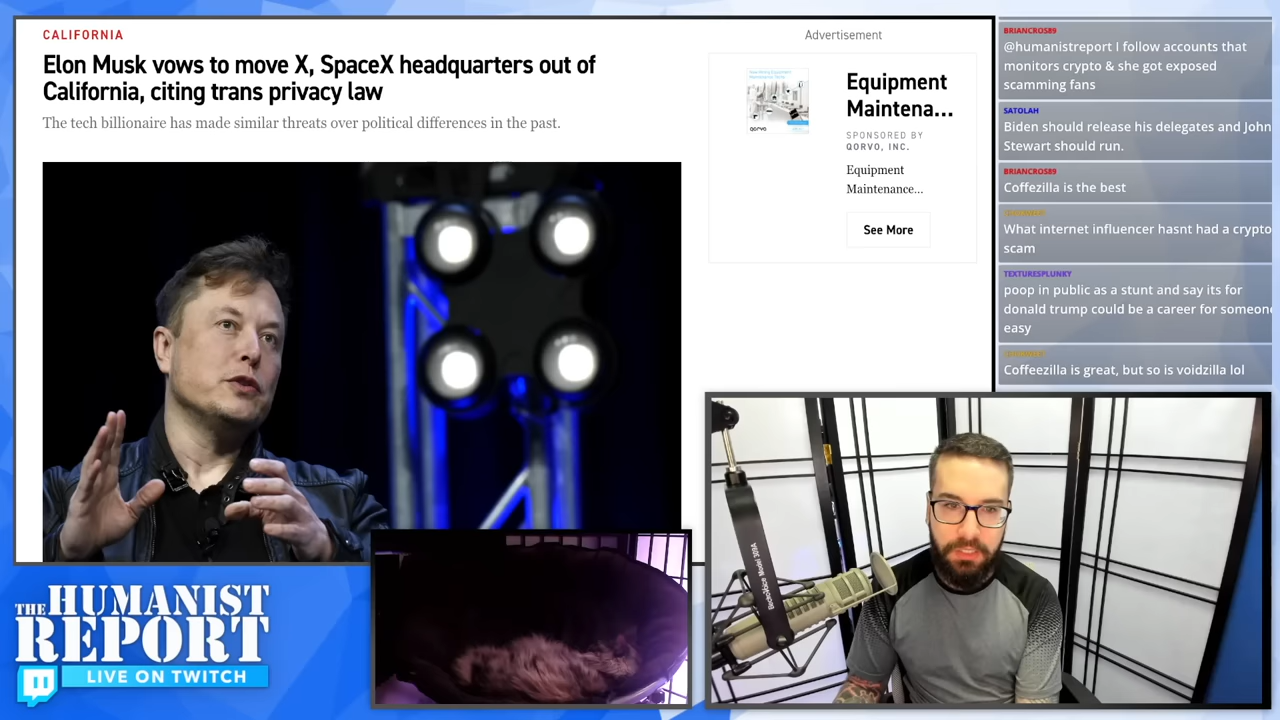 CALIFORNIA
Elon Musk vows to move X, SpaceX headquarters out of
California, citing trans privacy law
The tech billionaire has made similar threats over political differences in the past.
Advertisement
QORVO
Equipment
Maintena...
SPONSORED BY
QORVO, INC.
Equipment
Maintenance...
See More
BRIANCROS89
@humanistreport I follow accounts that
monitors crypto & she got exposed
scamming fans
SATOLAH
Biden should release his delegates and John
Stewart should run.
BRIANCROS89
Coffezilla is the best
What internet influencer hasnt had a crypto
scam
TEXTURESPLUNKY
poop in public as a stunt and say its for
donald trump could be a career for someone
easy
Coffeezilla is great, but so is voidzilla lol
THE HUMANIST
REPORT
LIVE ON TWITCH